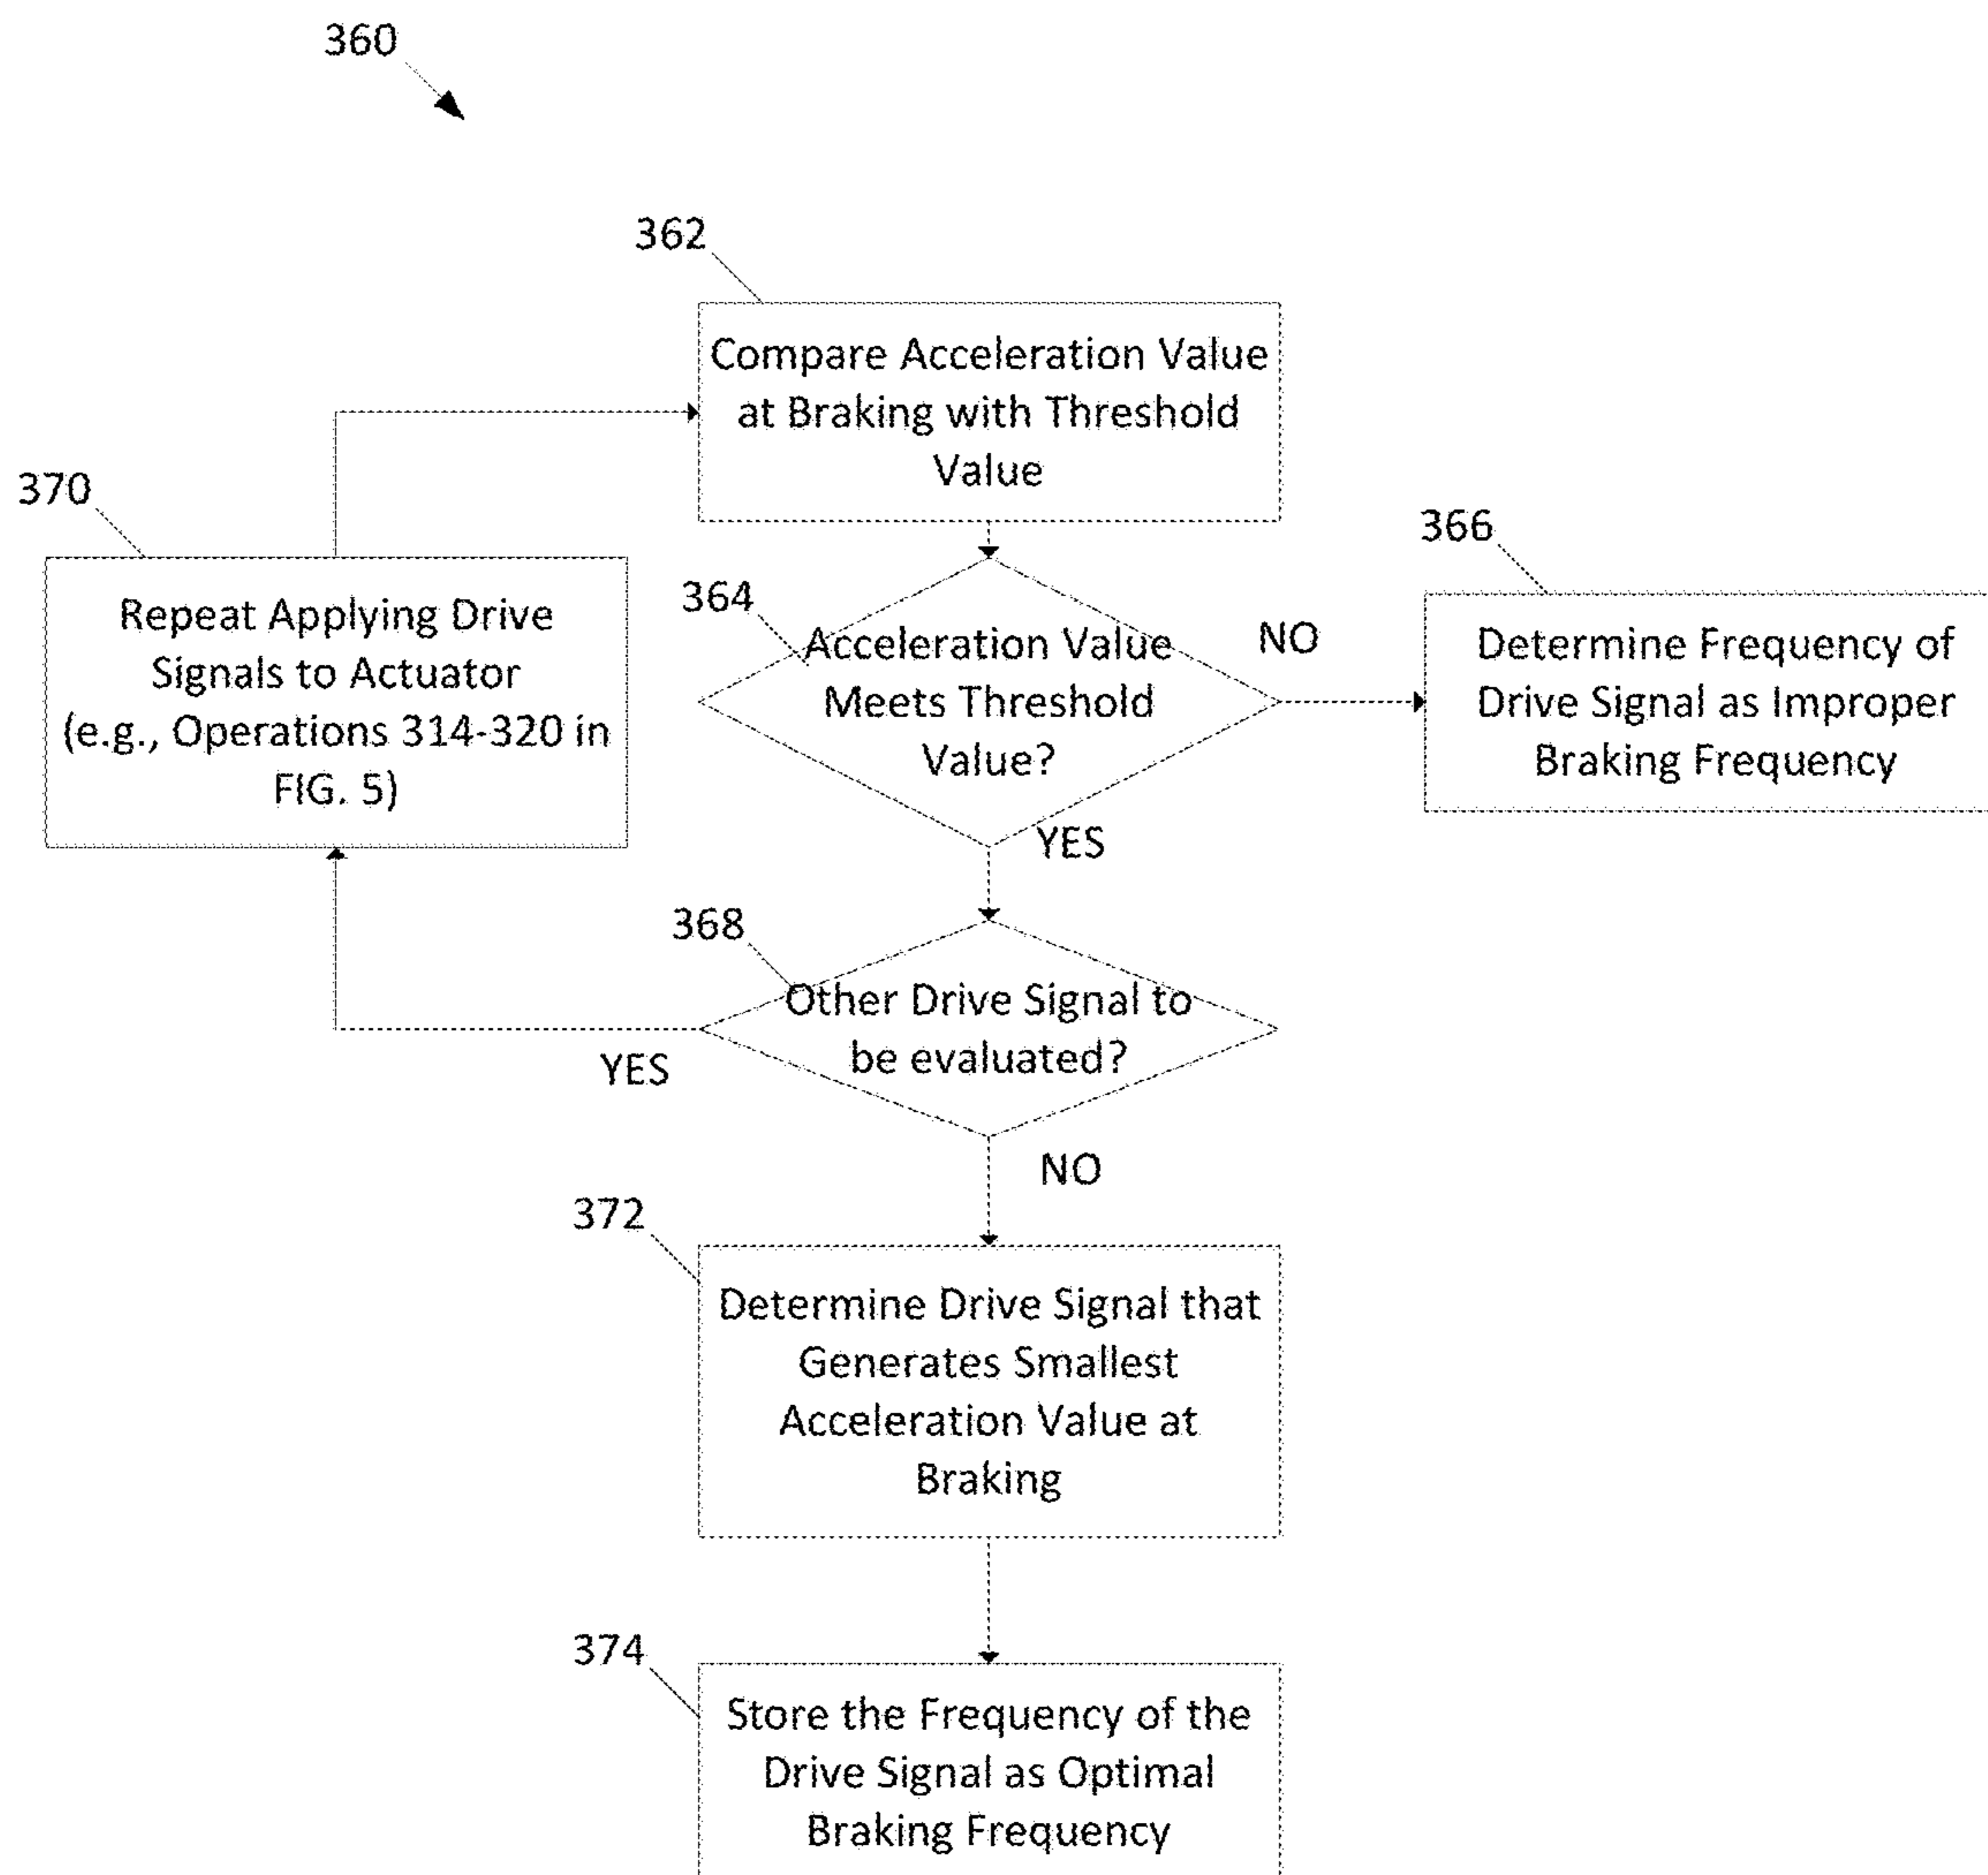 360
362
Compare Acceleration Value
at Braking with Threshold
Value
370
Repeat Applying Drive
Signals to Actuator
(e.g., Operations 314-320 in
FIG. 5)
364
Acceleration Value
Meets Threshold
Value?
NO
366
Determine Frequency of
Drive Signal as Improper
Braking Frequency
YES
368
Other Drive Signal to
be evaluated?
YES
NO
372
Determine Drive Signal that
Generates Smallest
Acceleration Value at
Braking
374
Store the Frequency of the
Drive Signal as Optimal
Braking Frequency